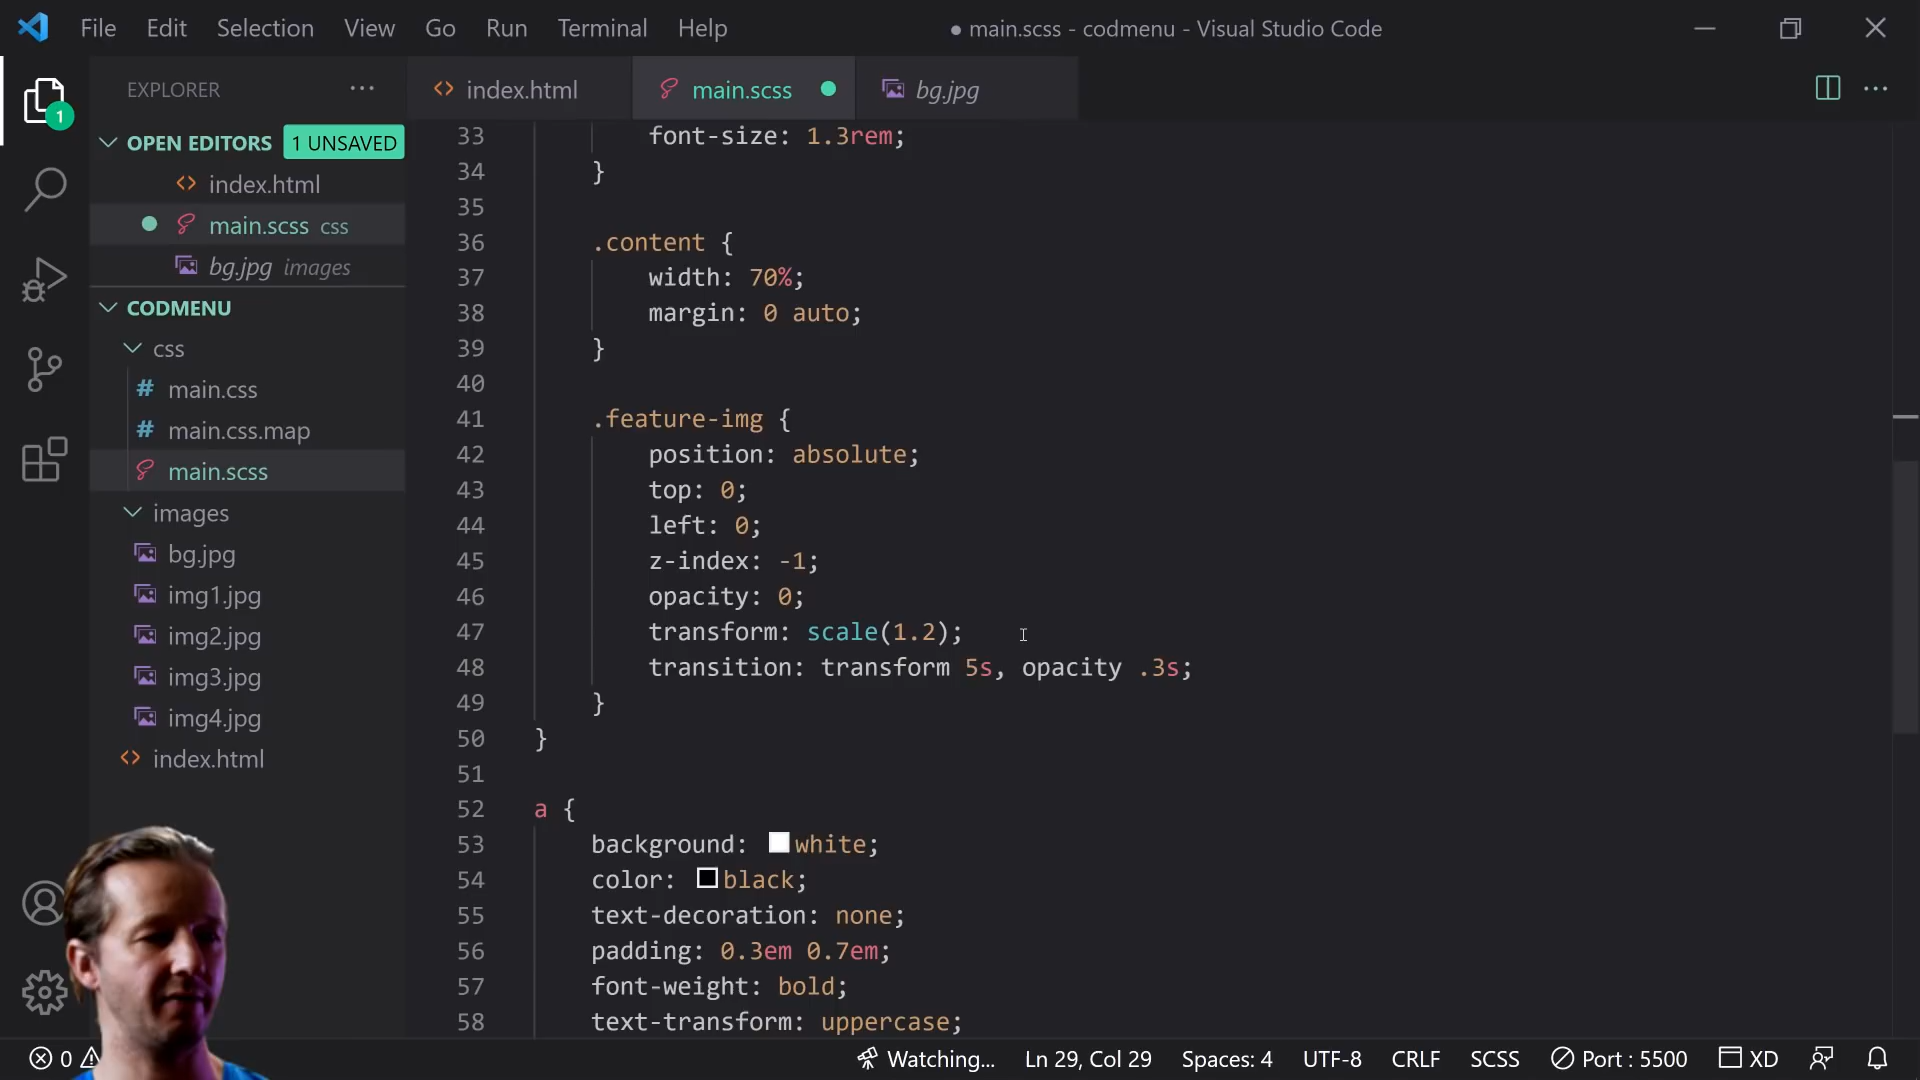 File Edit Selection View Go Run Terminal Help
● main.scss - codmenu - Visual Studio Code
EXPLORER
index.html
main.scss
bg.jpg
OPEN EDITORS 1 UNSAVED
index.html
main.scss css
bg.jpg images
CODMENU
css
main.css
main.css.map
main.scss
images
bg.jpg
img1.jpg
img2.jpg
img3.jpg
img4.jpg
index.html
1
33 font-size: 1.3rem;
34 }
35
36 .content {
37 width: 70%;
38 margin: 0 auto;
39 }
40
41 .feature-img {
42 position: absolute;
43 top: 0;
44 left: 0;
45 z-index: -1;
46 opacity: 0;
47 transform: scale(1.2);
48 transition: transform 5s, opacity .3s;
49 }
50 }
51
52 a {
53 background: white;
54 color: black;
55 text-decoration: none;
56 padding: 0.3em 0.7em;
57 font-weight: bold;
58 text-transform: uppercase;
0
Watching... Ln 29, Col 29 Spaces: 4 UTF-8 CRLF SCSS Port : 5500 XD